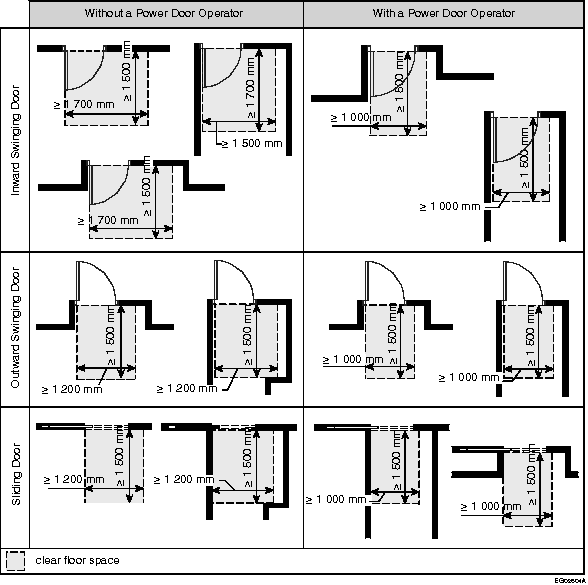 Without a Power Door Operator
With a Power Door Operator
Inward Swinging Door
≥ 700 mm
≥ 1 500 mm
≥ 1 700 mm
≥ 1 500 mm
≥ 700 mm
≥ 1 500 mm
≥ 1 000 mm
≥ 1 500 mm
≥ 1 000 mm
≥ 1 500 mm
Outward Swinging Door
≥ 1 200 mm
≥ 1 500 mm
≥ 1 200 mm
≥ 1 500 mm
≥ 1 000 mm
≥ 1 500 mm
≥ 1 000 mm
≥ 1 500 mm
Sliding Door
≥ 1 200 mm
≥ 1 500 mm
≥ 1 200 mm
≥ 1 500 mm
≥ 1 000 mm
≥ 1 500 mm
≥ 1 000 mm
≥ 1 500 mm
clear floor space